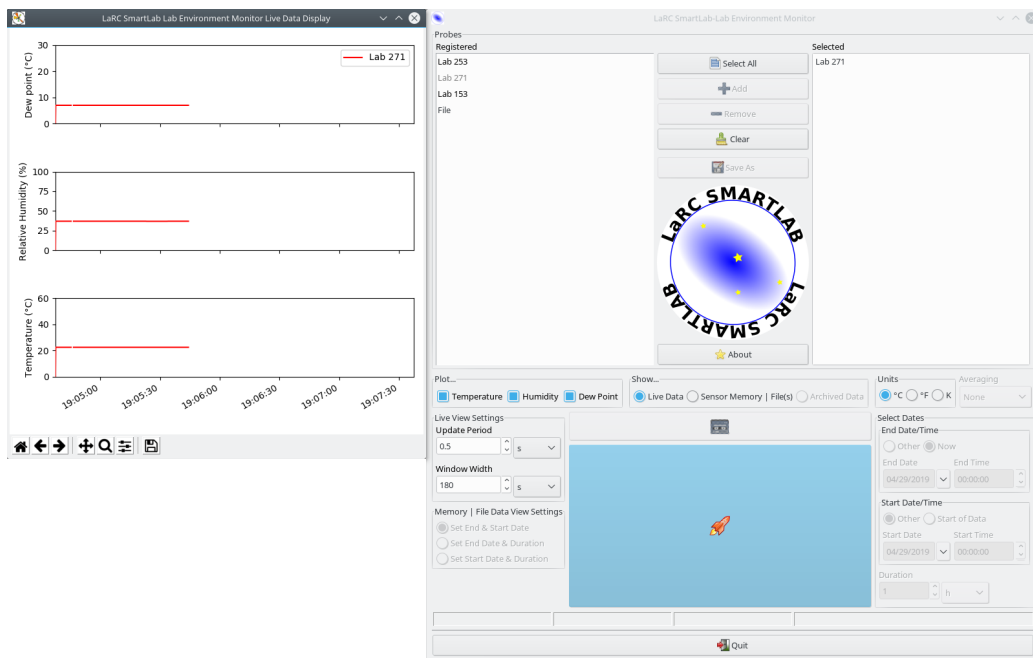 LaRC SmartLab Lab Environment Monitor Live Data Display
Lab 271
Dew point (°C)
30
20
10
0
Relative Humidity (%)
100
75
50
25
0
Temperature (°C)
60
40
20
0
19:05:00
19:05:30
19:06:00
19:06:30
19:07:00
19:07:30
LaRC SmartLab-Lab Environment Monitor
Probes
Registered
Lab 253
Lab 271
Lab 153
File
Select All
Add
Remove
Clear
Save As
LaRC SMARTLAB
LaRC SMARTLAB
About
Selected
Lab 271
Plot...
Temperature
Humidity
Dew Point
Show...
Live Data
Sensor Memory | File(s)
Archived Data
Units
°C
°F
K
Averaging
None
Live View Settings
Update Period
0.5
s
Window Width
180
s
Memory | File Data View Settings
Set End & Start Date
Set End Date & Duration
Set Start Date & Duration
Select Dates
End Date/Time
Other
Now
End Date
End Time
04/29/2019
00:00:00
Start Date/Time
Other
Start of Data
Start Date
Start Time
04/29/2019
00:00:00
Duration
1
h
Quit